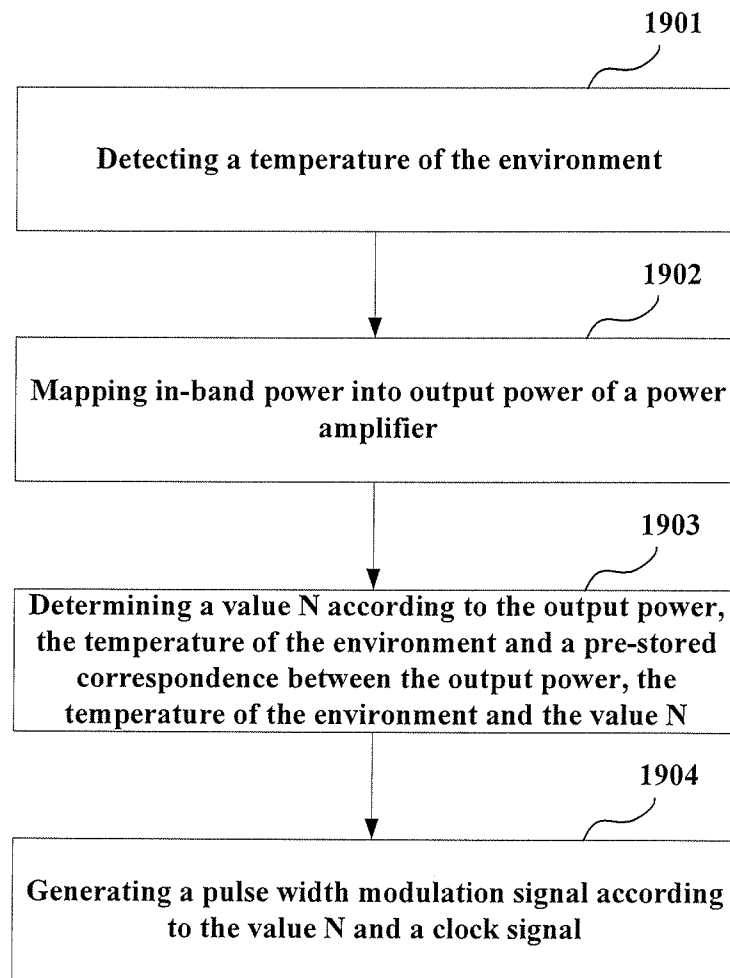 1901
Detecting a temperature of the environment
1902
Mapping in-band power into output power of a power
amplifier
1903
Determining a value N according to the output power,
the temperature of the environment and a pre-stored
correspondence between the output power, the
temperature of the environment and the value N
1904
Generating a pulse width modulation signal according
to the value N and a clock signal